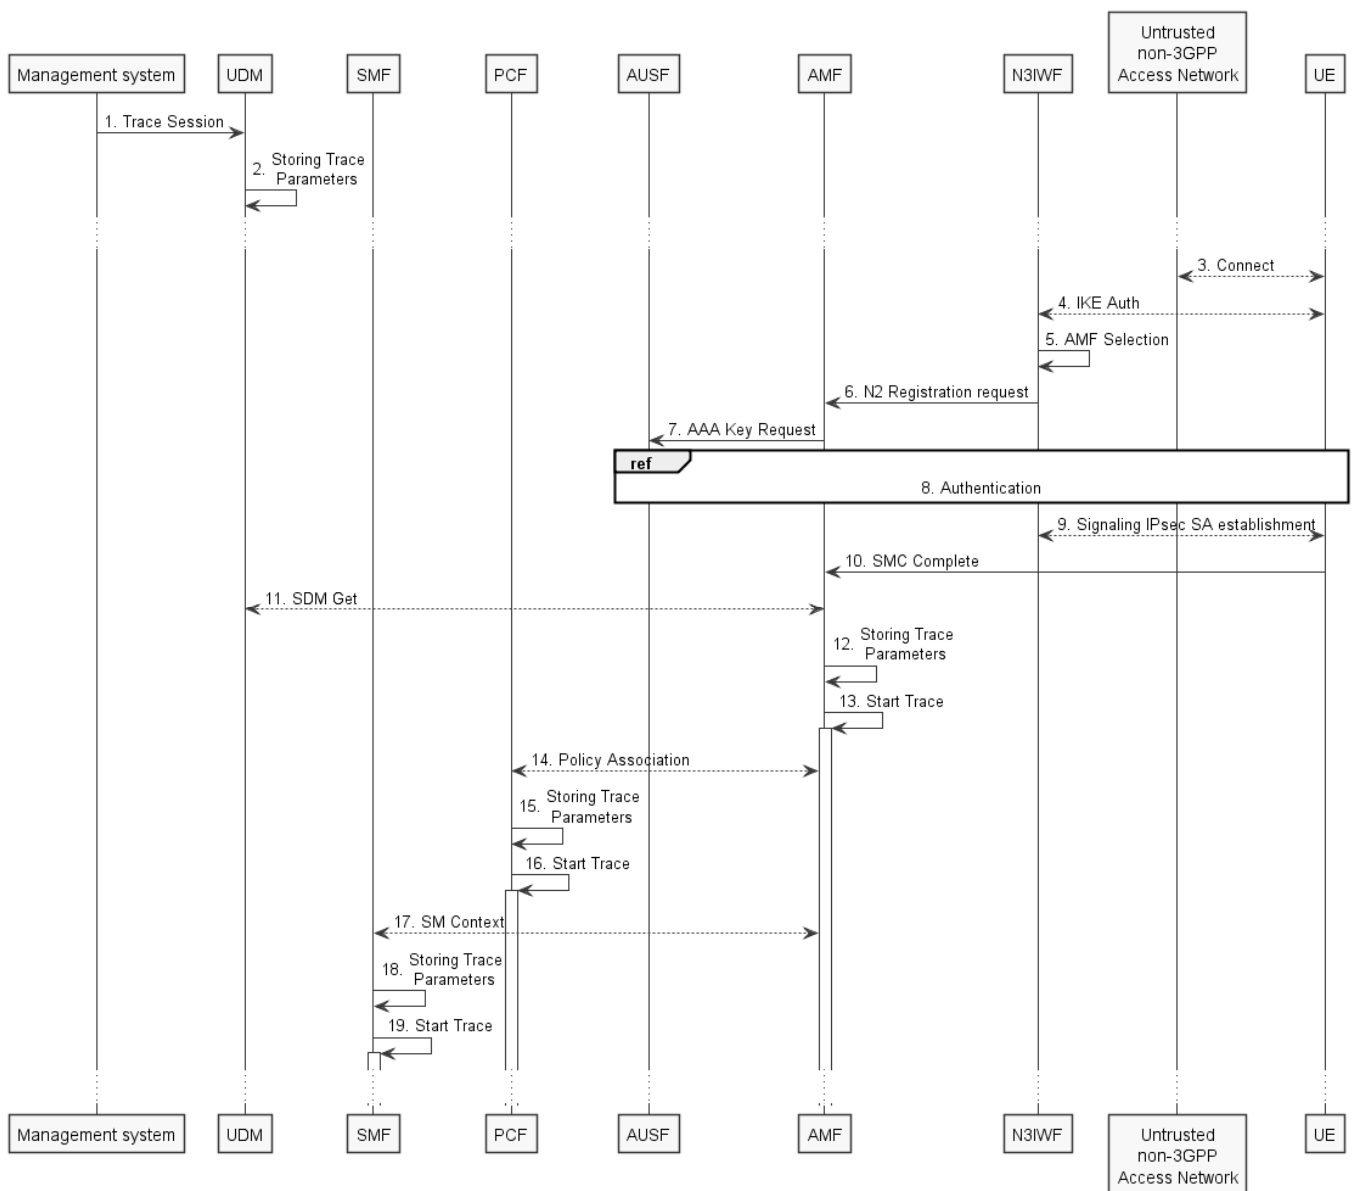 Untrusted
non-3GPP
Access Network
Management system UDM SMF PCF AUSF AMF N3IWF UE
1. Trace Session
2. Storing Trace
Parameters
3. Connect
4. IKE Auth
5. AMF Selection
6. N2 Registration request
7. AAA Key Request
ref
8. Authentication
9. Signaling IPsec SA establishment
10. SMC Complete
11. SDM Get
12. Storing Trace
Parameters
13. Start Trace
14. Policy Association
15. Storing Trace
Parameters
16. Start Trace
17. SM Context
18. Storing Trace
Parameters
19. Start Trace
Management system UDM SMF PCF AUSF AMF N3IWF UE
Untrusted
non-3GPP
Access Network